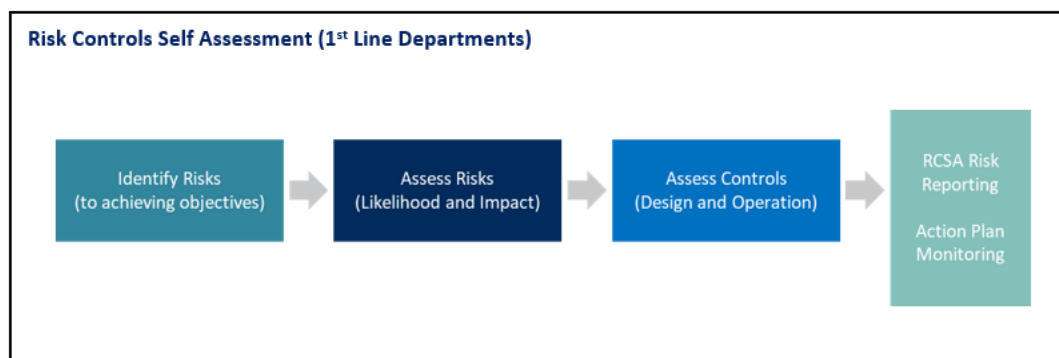 Risk Controls Self Assessment (1st Line Departments)
Identify Risks
(to achieving objectives)
Assess Risks
(Likelihood and Impact)
Assess Controls
(Design and Operation)
RCSA Risk
Reporting
Action Plan
Monitoring